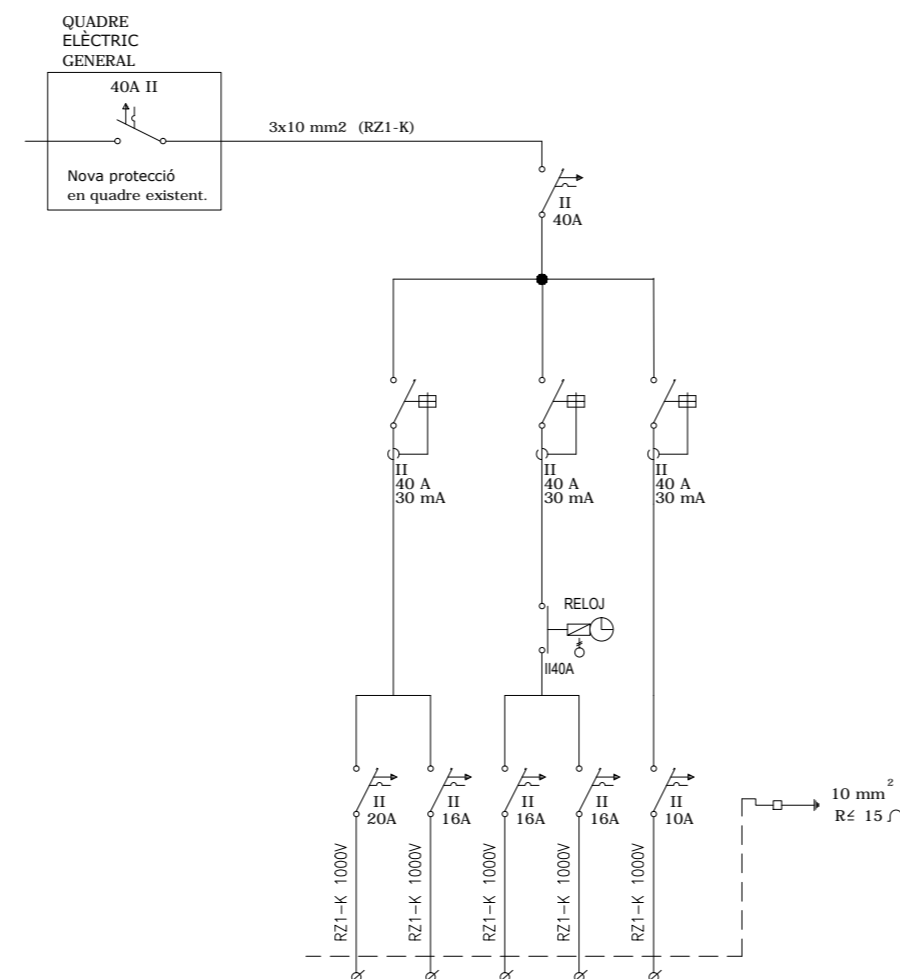 QUADRE
ELÈCTRIC
GENERAL
40A II
Nova protecció
en quadre existent.
3x10 mm2 (RZ1-K)
II
40A
II
40 A
30 mA
II
40 A
30 mA
II
40 A
30 mA
RELOJ
II40A
II
20A
II
16A
II
16A
II
16A
II
10A
10 mm²
R≤ 15
RZ1-K 1000V
RZ1-K 1000V
RZ1-K 1000V
RZ1-K 1000V
RZ1-K 1000V